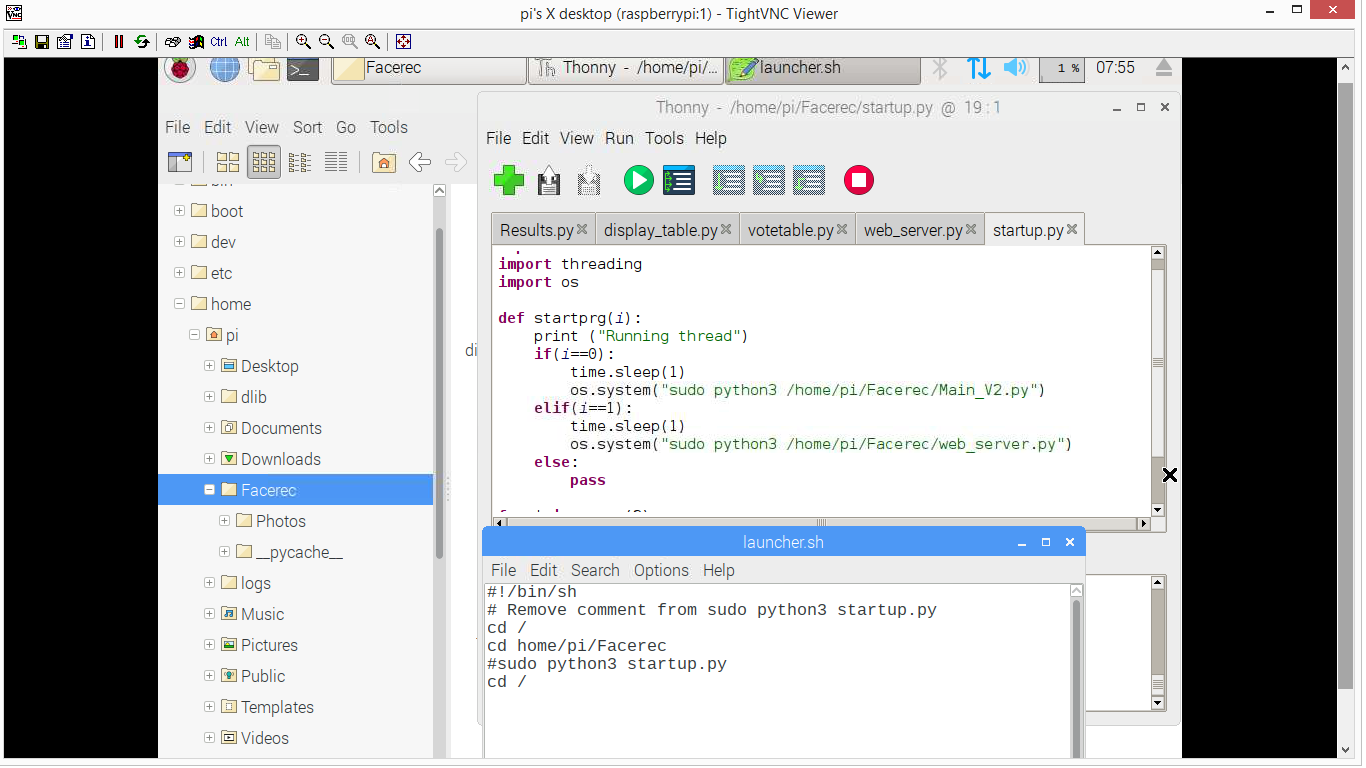 pi's X desktop (raspberrypi:1) - TightVNC Viewer
Ctrl Alt
Facerec
Thonny - /home/pi/...
launcher.sh
1 %
07:55
File Edit View Sort Go Tools
bin
boot
dev
etc
home
pi
Desktop
dlib
Documents
Downloads
Facerec
Photos
__pycache__
logs
Music
Pictures
Public
Templates
Videos
di
Thonny - /home/pi/Facerec/startup.py @ 19 : 1
File Edit View Run Tools Help
Results.py display_table.py votetable.py web_server.py startup.py
import threading
import os
def startprg(i):
print ("Running thread")
if(i==0):
time.sleep(1)
os.system("sudo python3 /home/pi/Facerec/Main_V2.py")
elif(i==1):
time.sleep(1)
os.system("sudo python3 /home/pi/Facerec/web_server.py")
else:
pass
launcher.sh
File Edit Search Options Help
#!/bin/sh
# Remove comment from sudo python3 startup.py
cd /
cd home/pi/Facerec
#sudo python3 startup.py
cd /